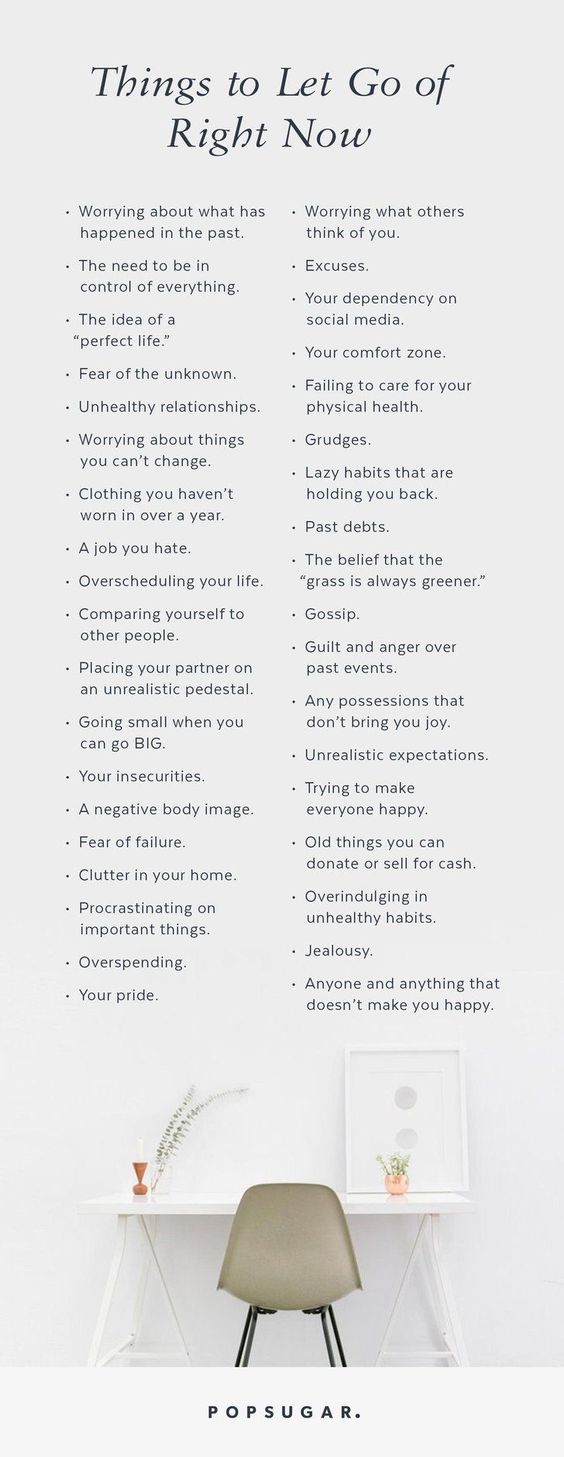 Things to Let Go of
Right Now
• Worrying about what has
happened in the past.
• The need to be in
control of everything.
• The idea of a
“perfect life.”
• Fear of the unknown.
• Unhealthy relationships.
• Worrying about things
you can’t change.
• Clothing you haven’t
worn in over a year.
• A job you hate.
• Overscheduling your life.
• Comparing yourself to
other people.
• Placing your partner on
an unrealistic pedestal.
• Going small when you
can go BIG.
• Your insecurities.
• A negative body image.
• Fear of failure.
• Clutter in your home.
• Procrastinating on
important things.
• Overspending.
• Your pride.
• Worrying what others
think of you.
• Excuses.
• Your dependency on
social media.
• Your comfort zone.
• Failing to care for your
physical health.
• Grudges.
• Lazy habits that are
holding you back.
• Past debts.
• The belief that the
“grass is always greener.”
• Gossip.
• Guilt and anger over
past events.
• Any possessions that
don’t bring you joy.
• Unrealistic expectations.
• Trying to make
everyone happy.
• Old things you can
donate or sell for cash.
• Overindulging in
unhealthy habits.
• Jealousy.
• Anyone and anything that
doesn’t make you happy.
POPSUGAR.